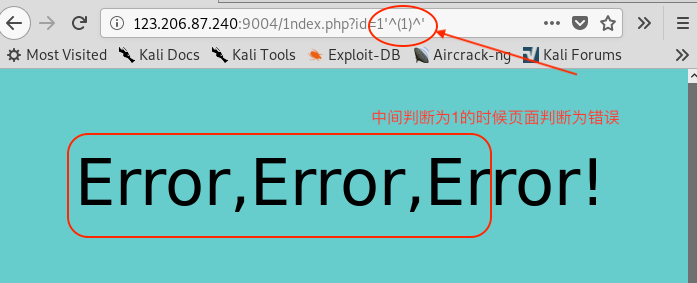 123.206.87.240:9004/1ndex.php?id=1'^(1)^'
Most Visited Kali Docs Kali Tools Exploit-DB Aircrack-ng Kali Forums
中间判断为1的时候页面判断为错误
Error,Error,Error!